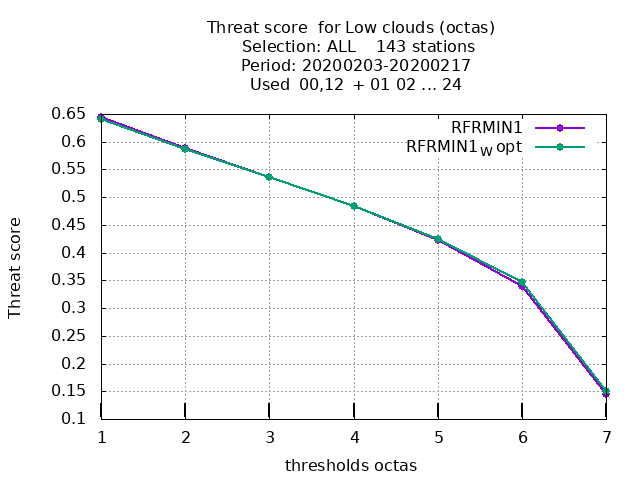 Threat score  for Low clouds (octas)
Selection: ALL    143 stations
Period: 20200203-20200217
Used  00,12  + 01 02 ... 24
RFRMIN1
RFRMIN1W opt
0.65
0.6
0.55
0.5
0.45
0.4
0.35
0.3
0.25
0.2
0.15
0.1
Threat score
1 2 3 4 5 6 7
thresholds octas